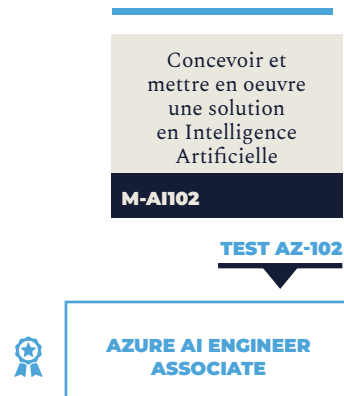 Concevoir et
mettre en oeuvre
une solution
en Intelligence
Artificielle
M-AI102
TEST AZ-102
AZURE AI ENGINEER
ASSOCIATE